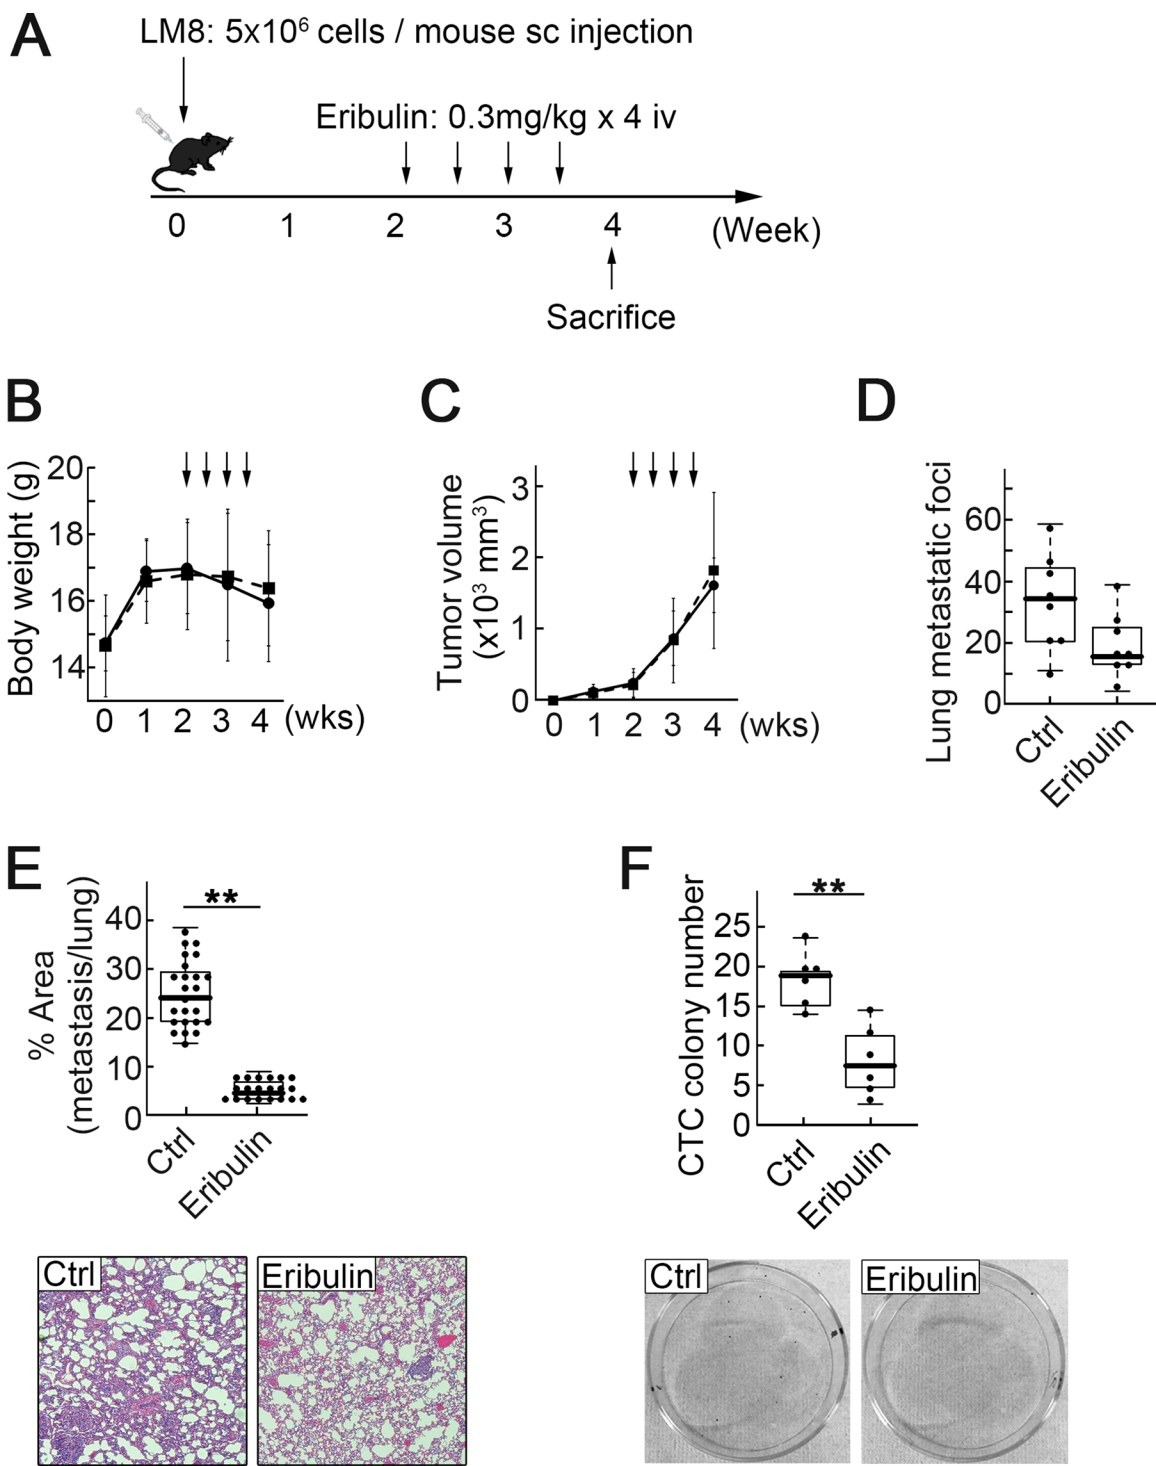 A
LM8: 5x10⁶ cells / mouse sc injection
Eribulin: 0.3mg/kg x 4 iv
0 1 2 3 4 (Week)
Sacrifice
B
Body weight (g)
20
18
16
14
0 1 2 3 4 (wks)
C
Tumor volume
(x10³ mm³)
3
2
1
0
0 1 2 3 4 (wks)
D
Lung metastatic foci
60
40
20
0
Ctrl
Eribulin
E
% Area
(metastasis/lung)
40
30
20
10
0
**
Ctrl
Eribulin
Ctrl
Eribulin
F
CTC colony number
25
20
15
10
5
0
**
Ctrl
Eribulin
Ctrl
Eribulin